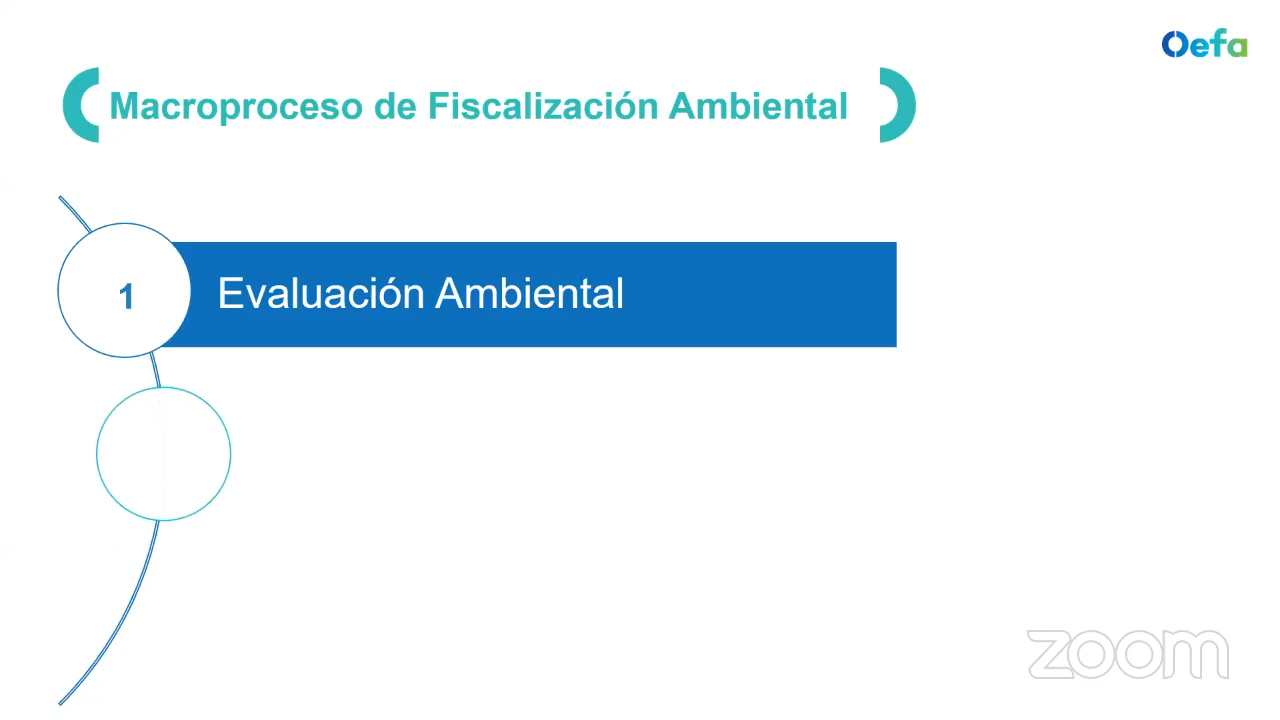 Oefa
Macroproceso de Fiscalización Ambiental
1
Evaluación Ambiental
zoom